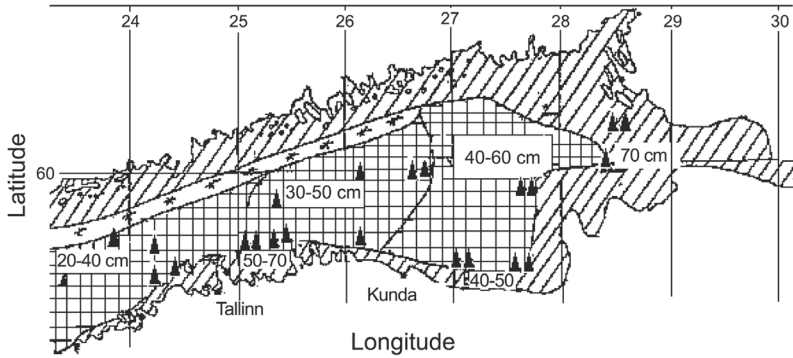 24 25 26 27 28 29 30
40-60 cm 70 cm
60
30-50 cm
20-40 cm 50-70
40-50
Tallinn Kunda
Latitude
Longitude